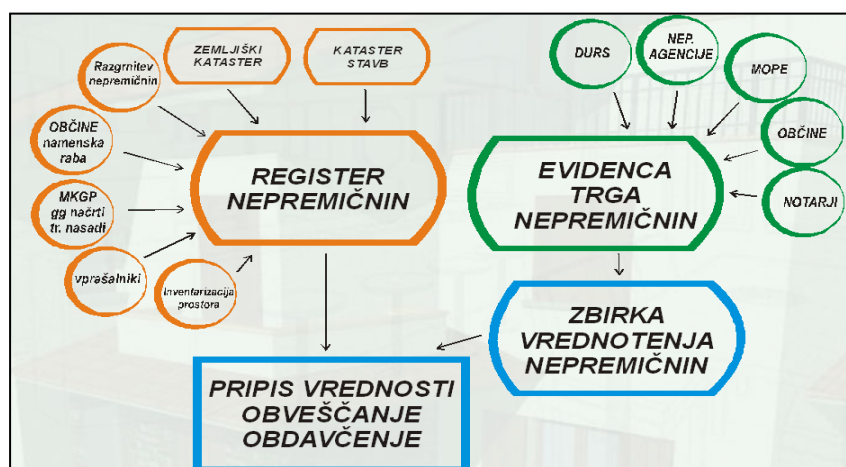 ZEMLJIŠKI
KATASTER
KATASTER
STAVB
Razgrnitev
nepremičnin
OBČINE
namenska
raba
MKGP
gg načrti
tr. nasadi
vprašalniki
Inventarizacija
prostora
REGISTER
NEPREMIČNIN
DURS
NEP.
AGENCIJE
MOPE
OBČINE
NOTARJI
EVIDENCA
TRGA
NEPREMIČNIN
ZBIRKA
VREDNOTENJA
NEPREMIČNIN
PRIPIS VREDNOSTI
OBVEŠČANJE
OBDAVČENJE